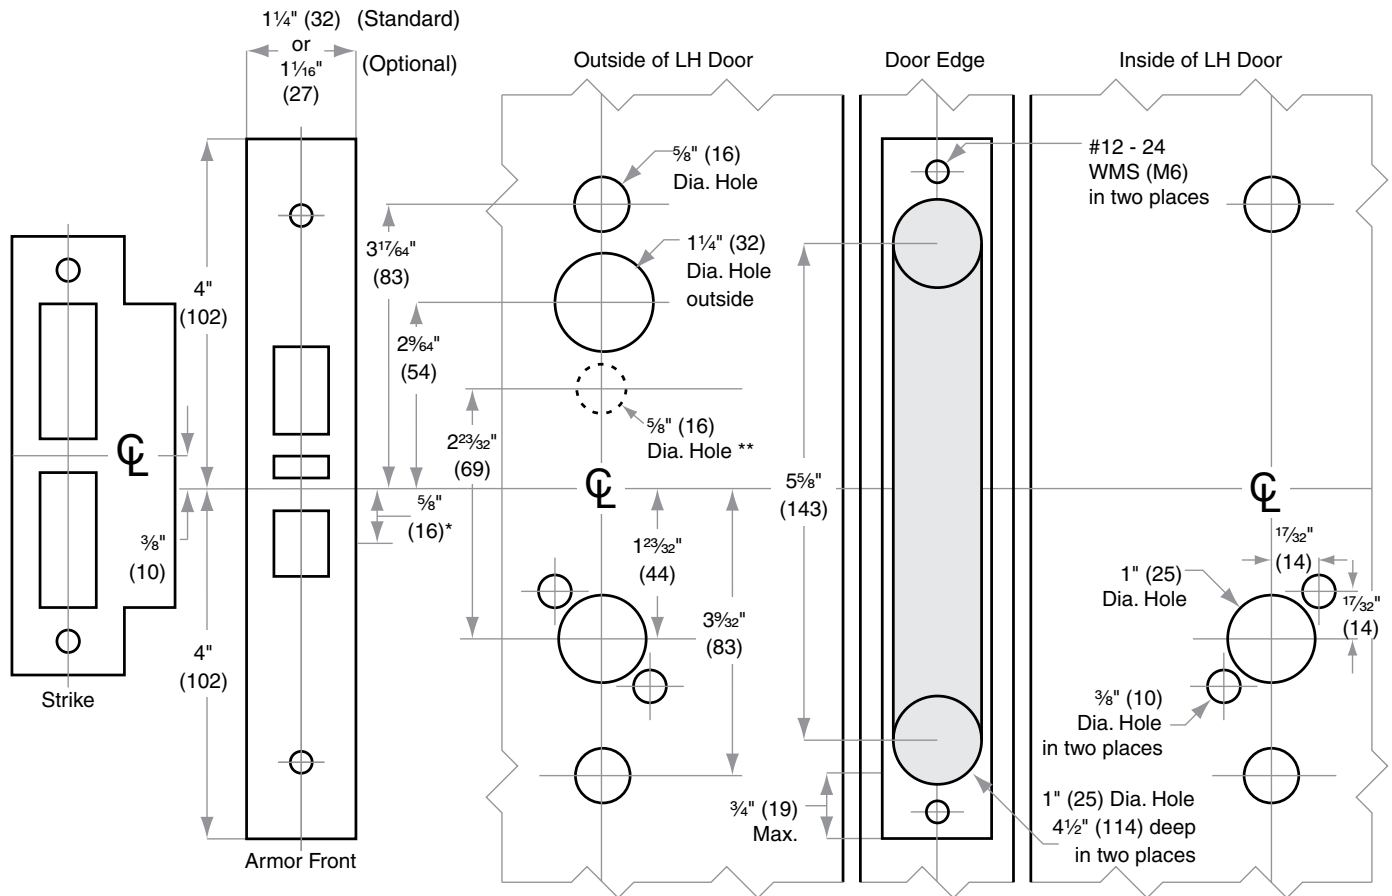 1¼" (32) (Standard)
or
1¹⁄₁₆" (Optional)
(27)
Outside of LH Door
Door Edge
Inside of LH Door
⁵⁄₈" (16)
Dia. Hole
#12 - 24
WMS (M6)
in two places
3¹⁷⁄₆₄"
(83)
1¼" (32)
Dia. Hole
outside
4"
(102)
2⁹⁄₆₄"
(54)
⁵⁄₈" (16)
Dia. Hole **
2²³⁄₃₂"
(69)
℄
℄
℄
5⁵⁄₈"
(143)
⁵⁄₈"
(16)*
³⁄₈"
(10)
1²³⁄₃₂"
(44)
¹⁷⁄₃₂"
(14)
1" (25)
Dia. Hole
¹⁷⁄₃₂"
(14)
3⁹⁄₃₂"
(83)
4"
(102)
Strike
³⁄₈" (10)
Dia. Hole
in two places
¾" (19)
Max.
1" (25) Dia. Hole
4½" (114) deep
in two places
Armor Front